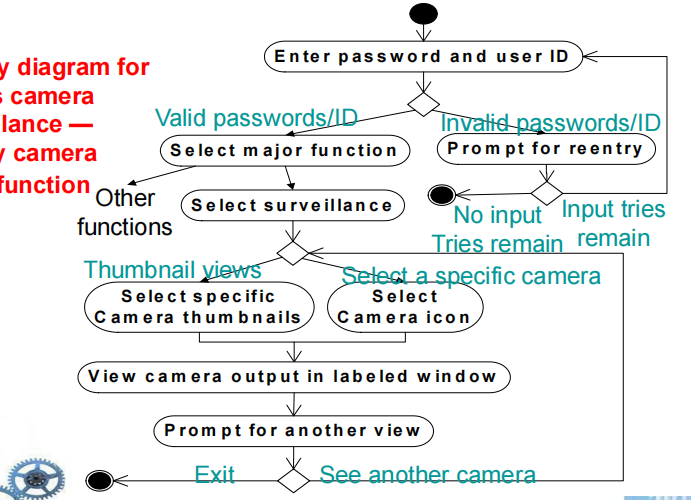 Enter password and user ID
y diagram for
s camera
lance —
y camera
function
Valid passwords/ID
Invalid passwords/ID
Select major function
Prompt for reentry
Other
functions
Select surveillance
No input
Tries remain
Input tries
remain
Thumbnail views
Select a specific camera
Select specific
Camera thumbnails
Select
Camera icon
View camera output in labeled window
Prompt for another view
Exit
See another camera